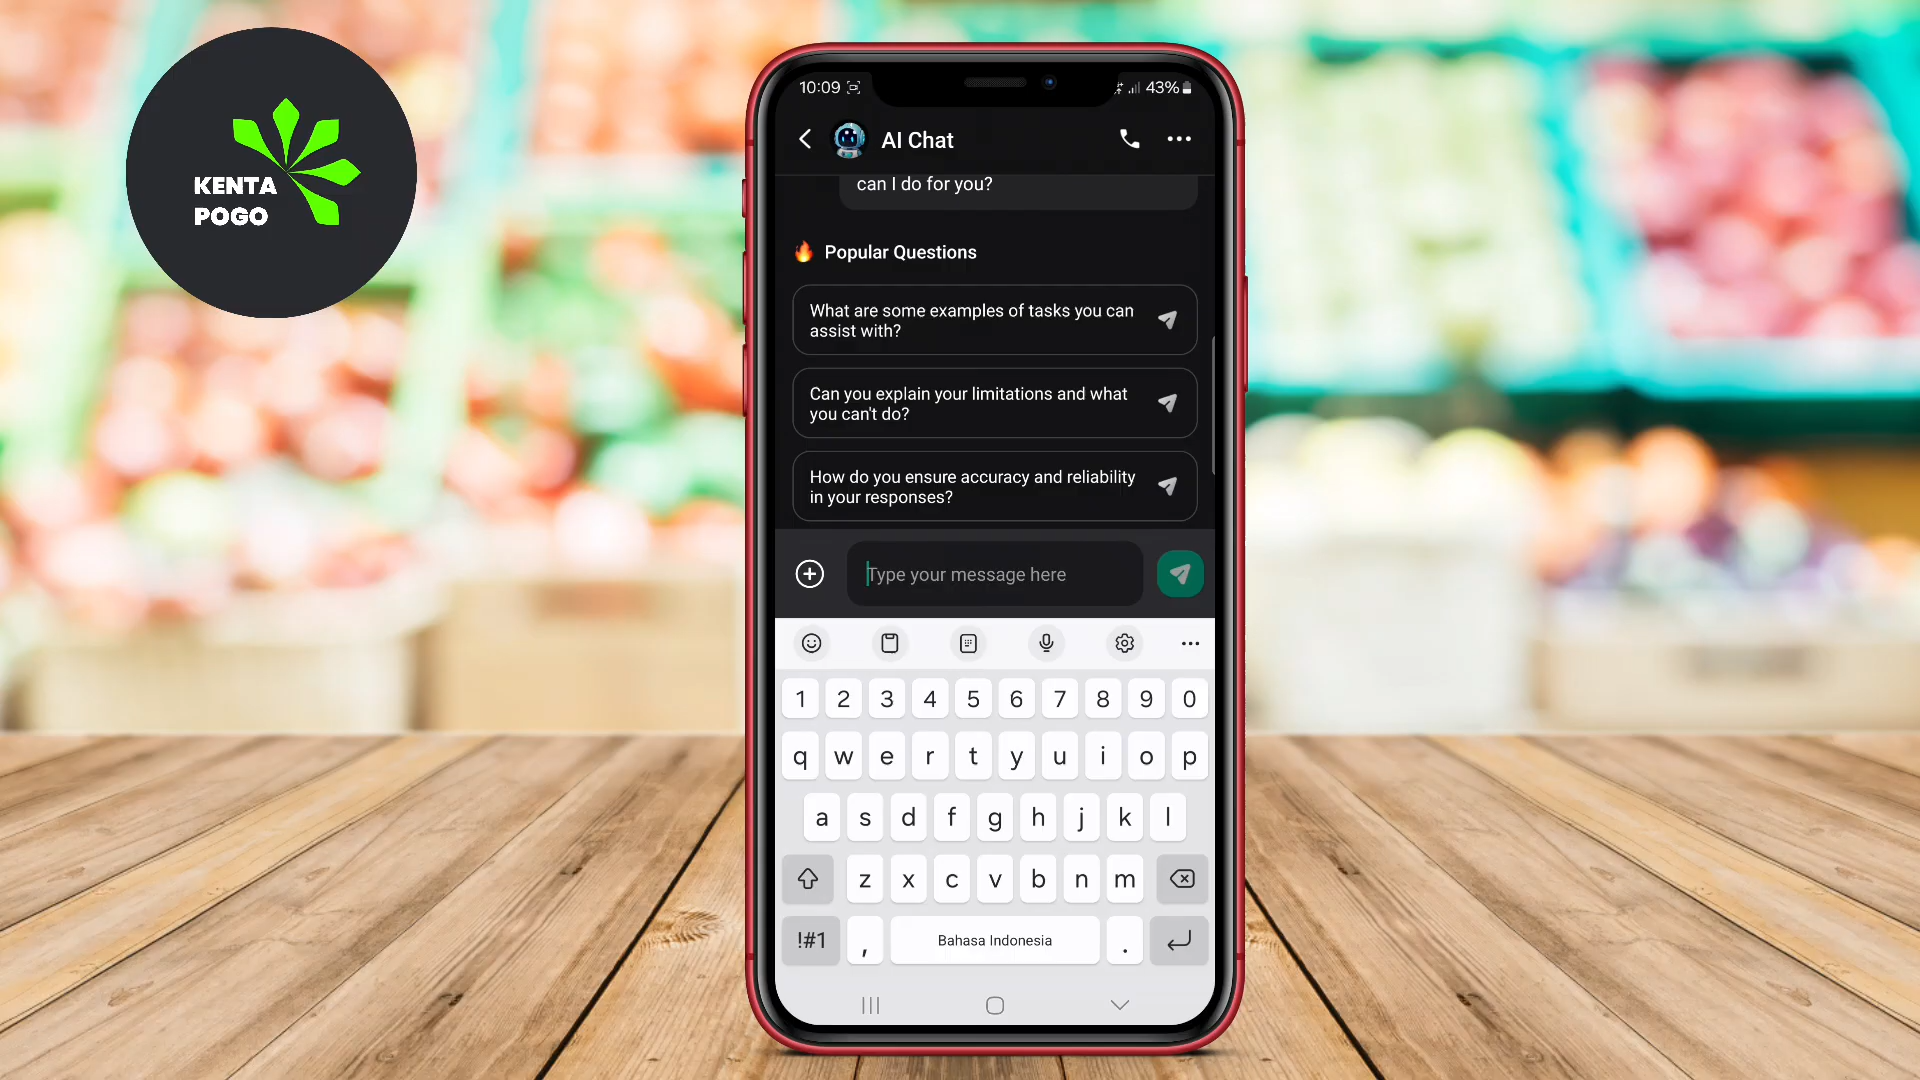 KENTA
POGO
10:09
43%
AI Chat
can I do for you?
🔥 Popular Questions
What are some examples of tasks you can
assist with?
Can you explain your limitations and what
you can't do?
How do you ensure accuracy and reliability
in your responses?
Type your message here
1 2 3 4 5 6 7 8 9 0
q w e r t y u i o p
a s d f g h j k l
z x c v b n m
!#1 , Bahasa Indonesia .